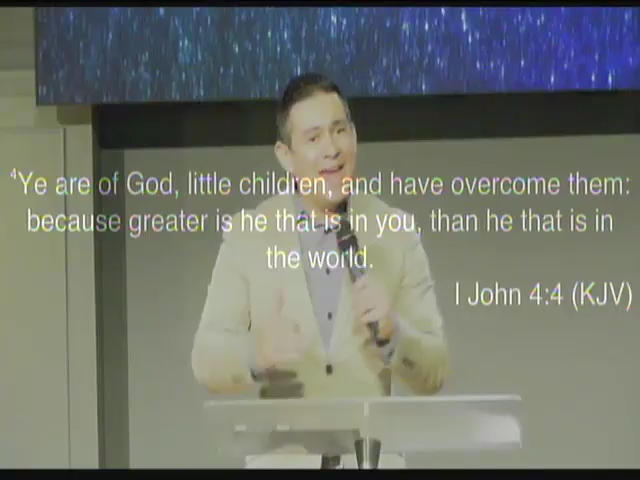 ⁴Ye are of God, little children, and have overcome them:
because greater is he that is in you, than he that is in
the world.
I John 4:4 (KJV)